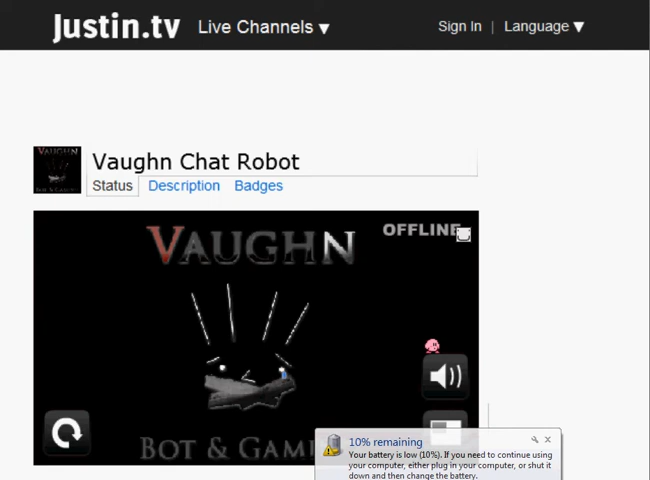 Justin.tv Live Channels ▼ Sign In | Language ▼
VAUGHN
Vaughn Chat Robot
Status Description Badges
OFFLINE
VAUGHN
BOT & GAMI
10% remaining
Your battery is low (10%). If you need to continue using
your computer, either plug in your computer, or shut it
down and then change the battery.